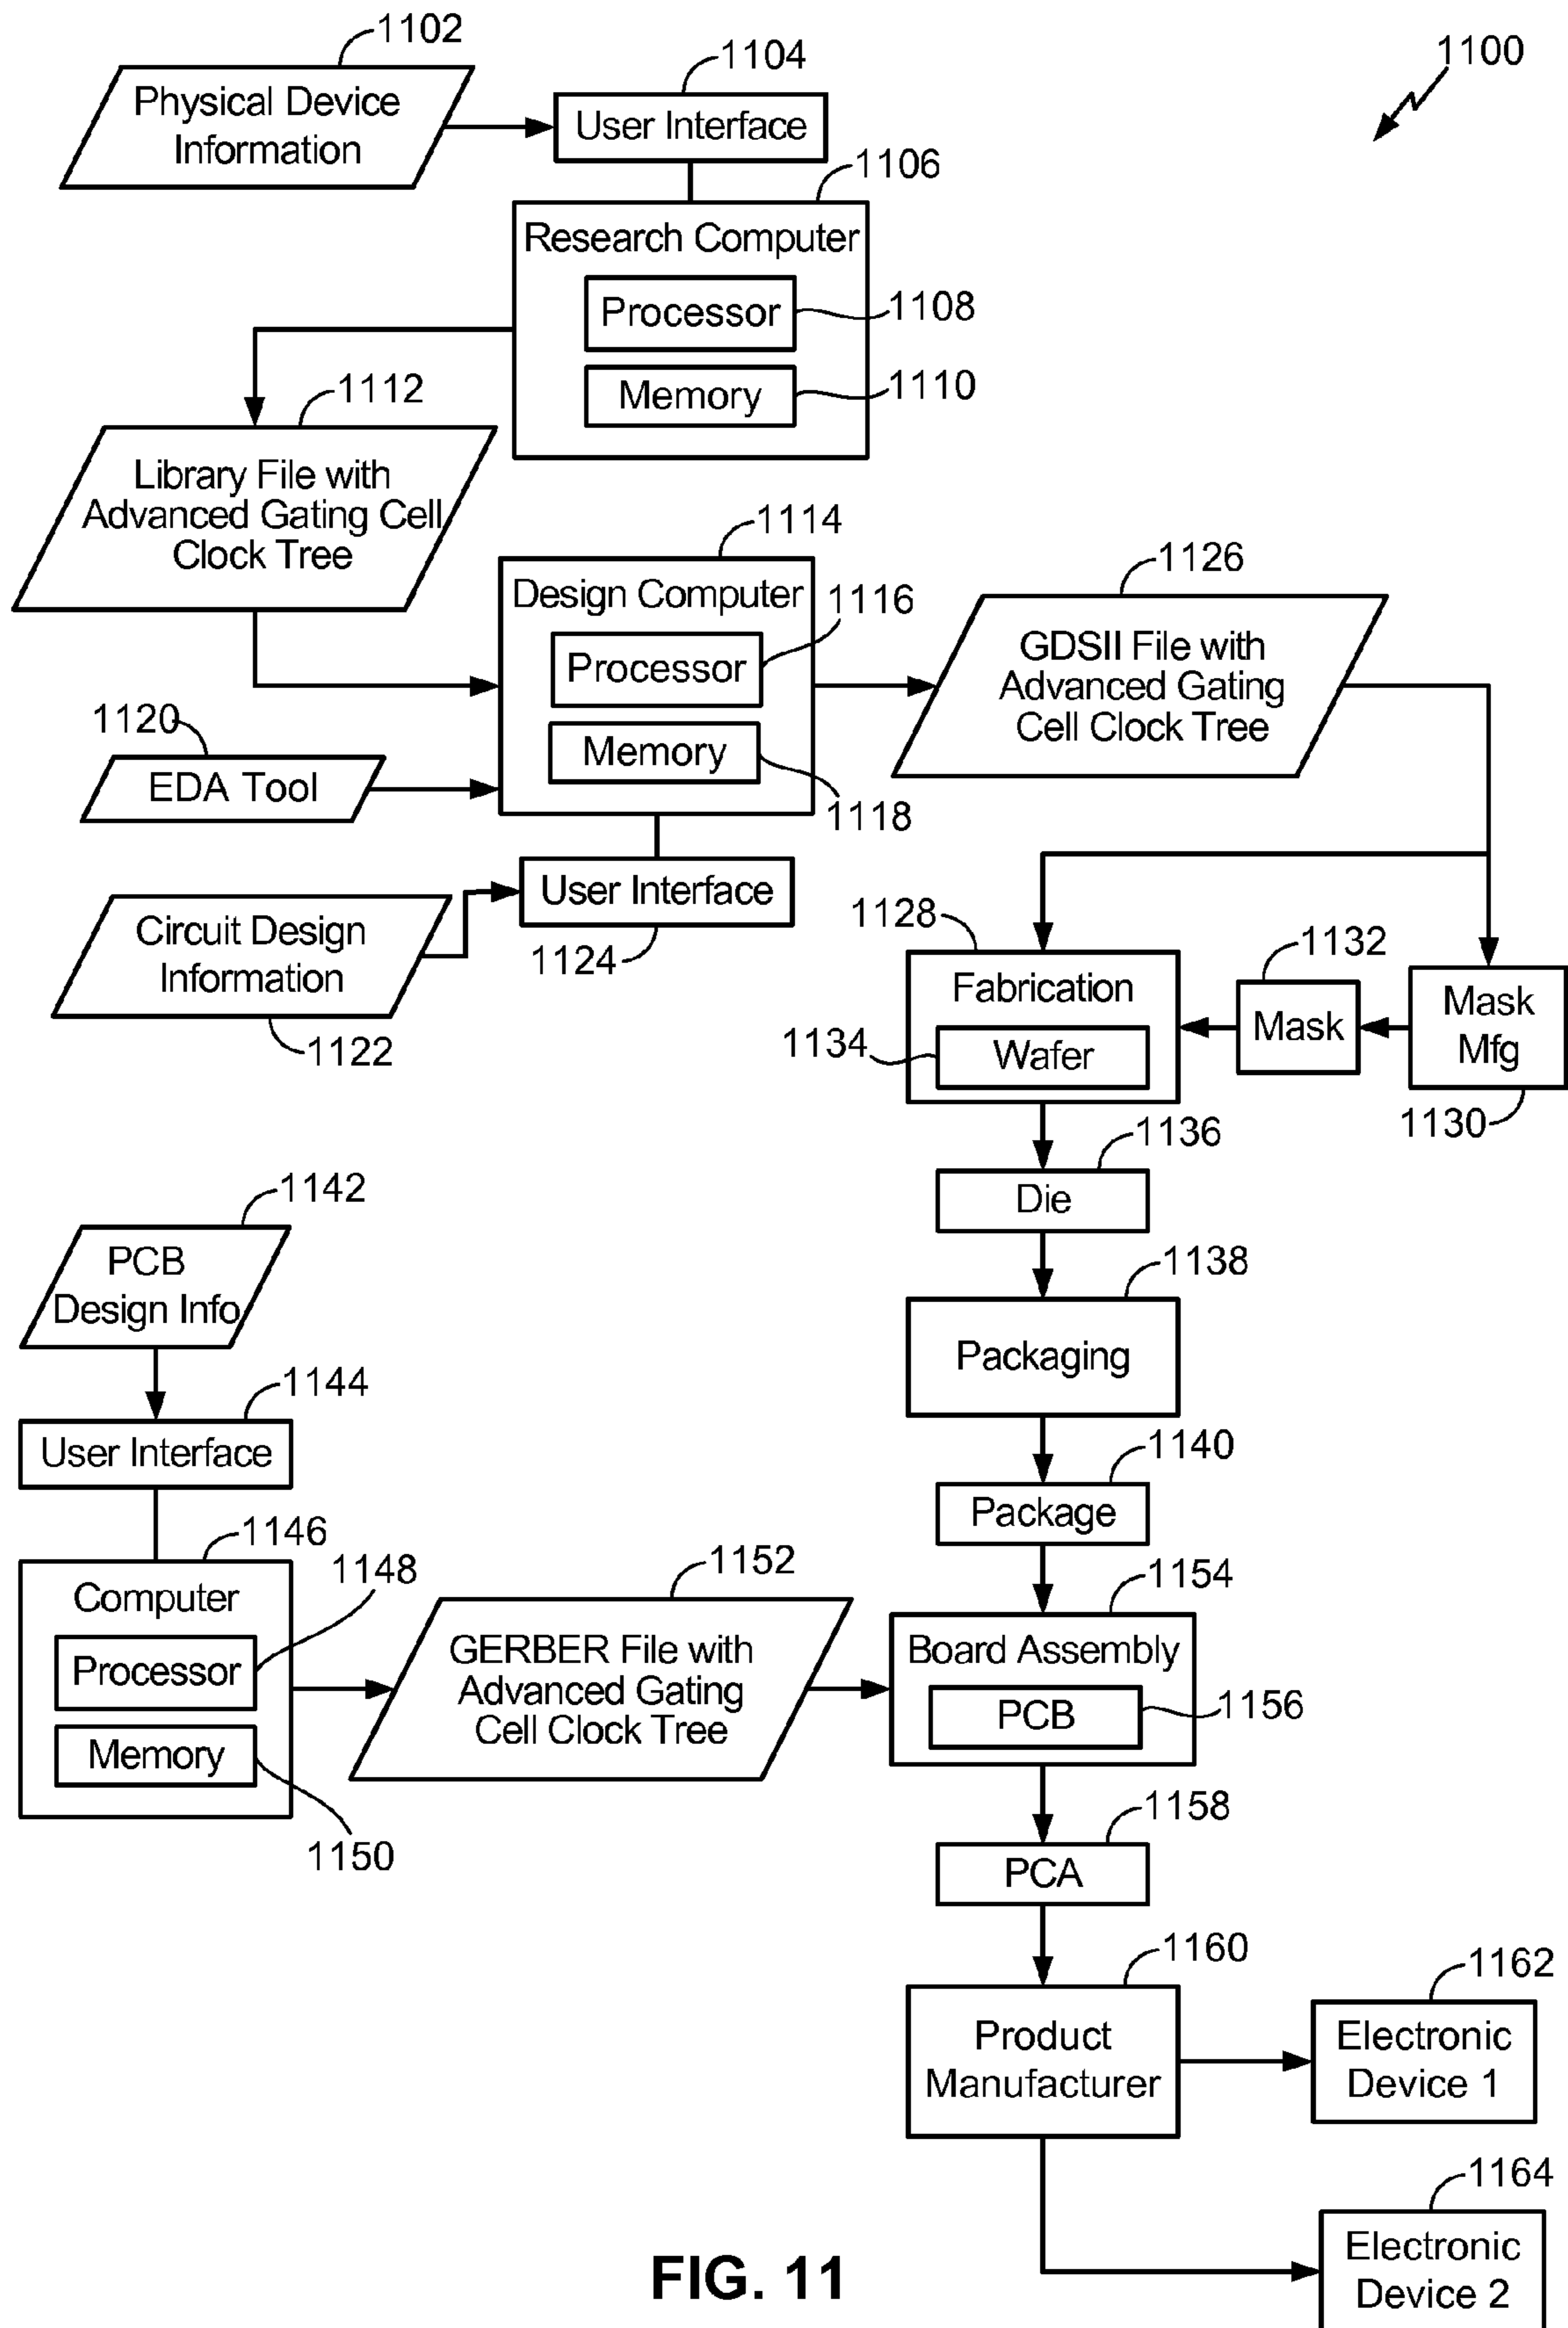 1102
1104
1100
Physical Device
Information
User Interface
1106
Research Computer
Processor
1108
Memory
1110
1112
Library File with
Advanced Gating Cell
Clock Tree
1114
Design Computer
1116
Processor
Memory
1118
1126
GDSII File with
Advanced Gating
Cell Clock Tree
1120
EDA Tool
User Interface
1124
Circuit Design
Information
1122
1128
Fabrication
1134
Wafer
1132
Mask
Mask
Mfg
1130
1136
Die
1138
Packaging
1140
Package
1142
PCB
Design Info
1144
User Interface
1146
1148
Computer
Processor
Memory
1150
1152
GERBER File with
Advanced Gating
Cell Clock Tree
1154
Board Assembly
PCB
1156
1158
PCA
1160
Product
Manufacturer
1162
Electronic
Device 1
1164
Electronic
Device 2
FIG. 11